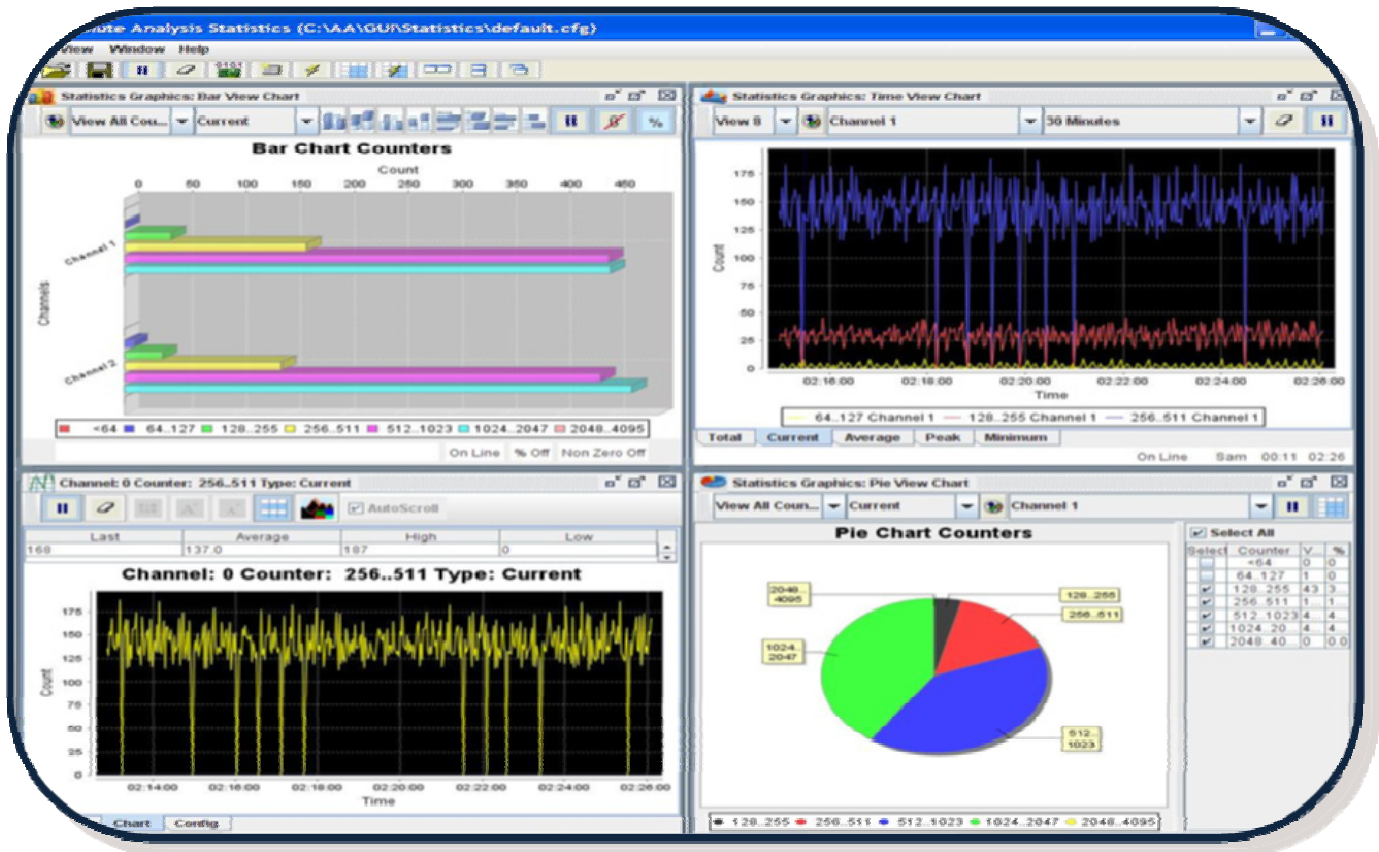 ute Analysis Statistics (C:\AA\GUI\Statistics\default.cfg)
View Window Help
Statistics Graphics: Bar View Chart
View All Cou... Current %
Bar Chart Counters
Count
0 50 100 150 200 250 300 350 400 450
Channel 1
Channels
Channel 2
<64 64..127 128..255 256..511 512..1023 1024..2047 2048..4095
On Line % Off Non Zero Off
Statistics Graphics: Time View Chart
View 8 Channel 1 30 Minutes
175
150
125
100
75
50
25
0
Count
02:16:00 02:18:00 02:20:00 02:22:00 02:24:00 02:26:00
Time
64..127 Channel 1 128..255 Channel 1 256..511 Channel 1
Total Current Average Peak Minimum
On Line Sam 00:11 02:26
Channel: 0 Counter: 256..511 Type: Current
AutoScroll
Last Average High Low
168 137.0 187 0
Channel: 0 Counter: 256..511 Type: Current
175
150
125
100
75
50
25
0
Count
02:14:00 02:16:00 02:18:00 02:20:00 02:22:00 02:24:00 02:26:00
Time
Chart Config
Statistics Graphics: Pie View Chart
View All Coun... Current Channel 1
Pie Chart Counters
2048..
4095
128..255
256..511
1024..
2047
512..
1023
128..255 256..511 512..1023 1024..2047 2048..4095
Select All
Select Counter V... %
<64 0 0
64..127 1 0
128..255 43 3...
256..511 1... 1...
512..1023 4... 4...
1024..20 4... 4...
2048..40 0 0.0